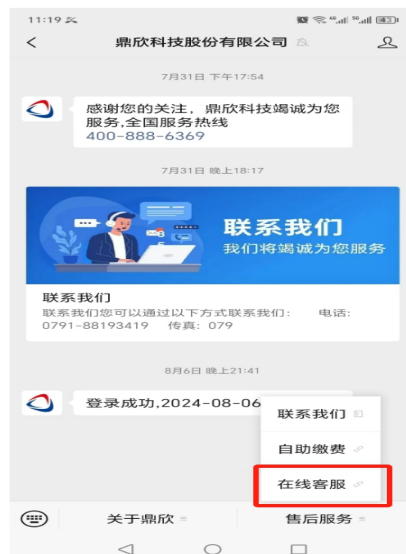 11:19
鼎欣科技股份有限公司
7月31日 下午17:54
感谢您的关注，鼎欣科技竭诚为您
服务,全国服务热线
400-888-6369
7月31日 晚上18:17
联系我们
我们将竭诚为您服务
联系我们
联系我们您可以通过以下方式联系我们： 电话:
0791-88193419 传真: 079
8月6日 晚上21:41
登录成功,2024-08-06
联系我们
自助缴费
在线客服
关于鼎欣
售后服务